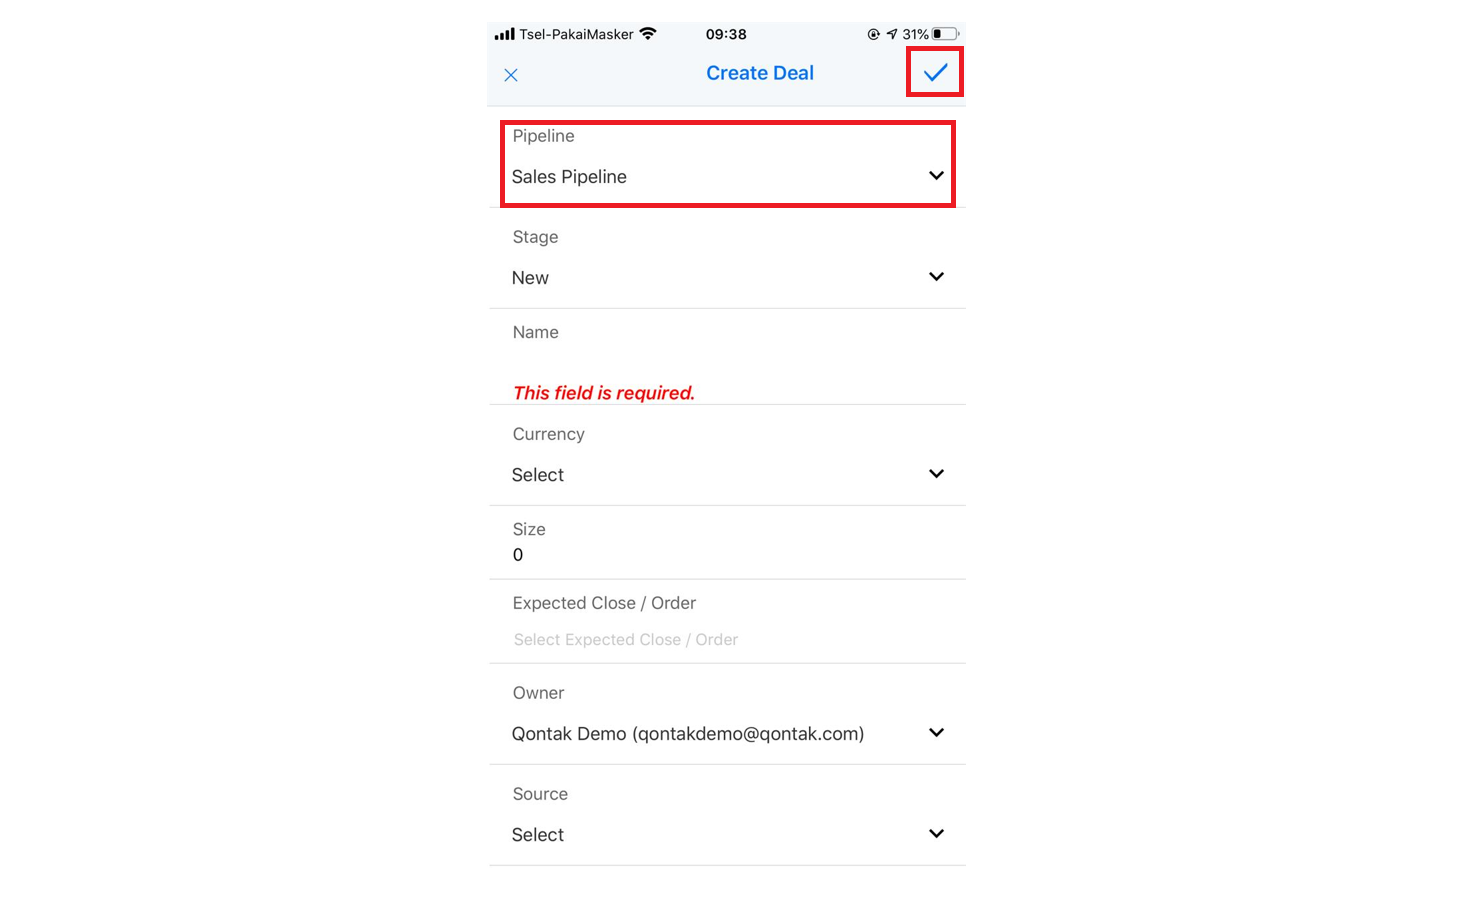 Tsel-PakaiMasker 09:38 31%
Create Deal
Pipeline
Sales Pipeline
Stage
New
Name
This field is required.
Currency
Select
Size
0
Expected Close / Order
Select Expected Close / Order
Owner
Qontak Demo (qontakdemo@qontak.com)
Source
Select